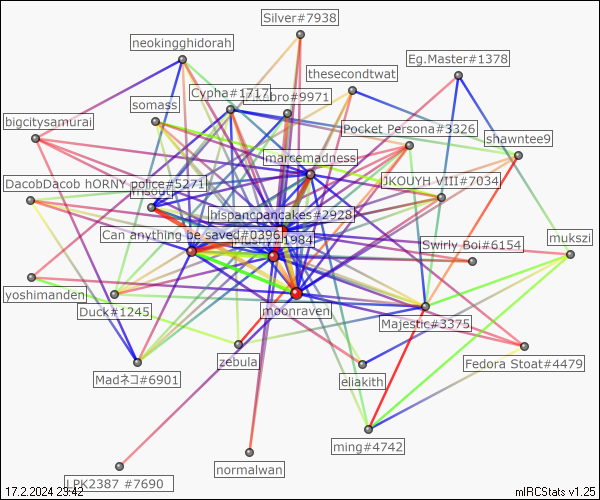 Silver#7938
neokingghidorah
Eg.Master#1378
thesecondtwat
Cypha#1717
bro#9971
somass
bigcitysamurai
Pocket Persona#3326
shawntee9
marcemadness
DacobDacob hORNY police#5271
JKOUYH VIII#7034
hispancpancakes#2928
Can anything be saved#0396
1984
Swirly Boi#6154
mukszi
yoshimanden
Duck#1245
moonraven
Majestic#3375
zebula
Fedora Stoat#4479
Madネコ#6901
eliakith
ming#4742
normalwan
LPK2387 #7690
17.2.2024 23:42
mIRCStats v1.25